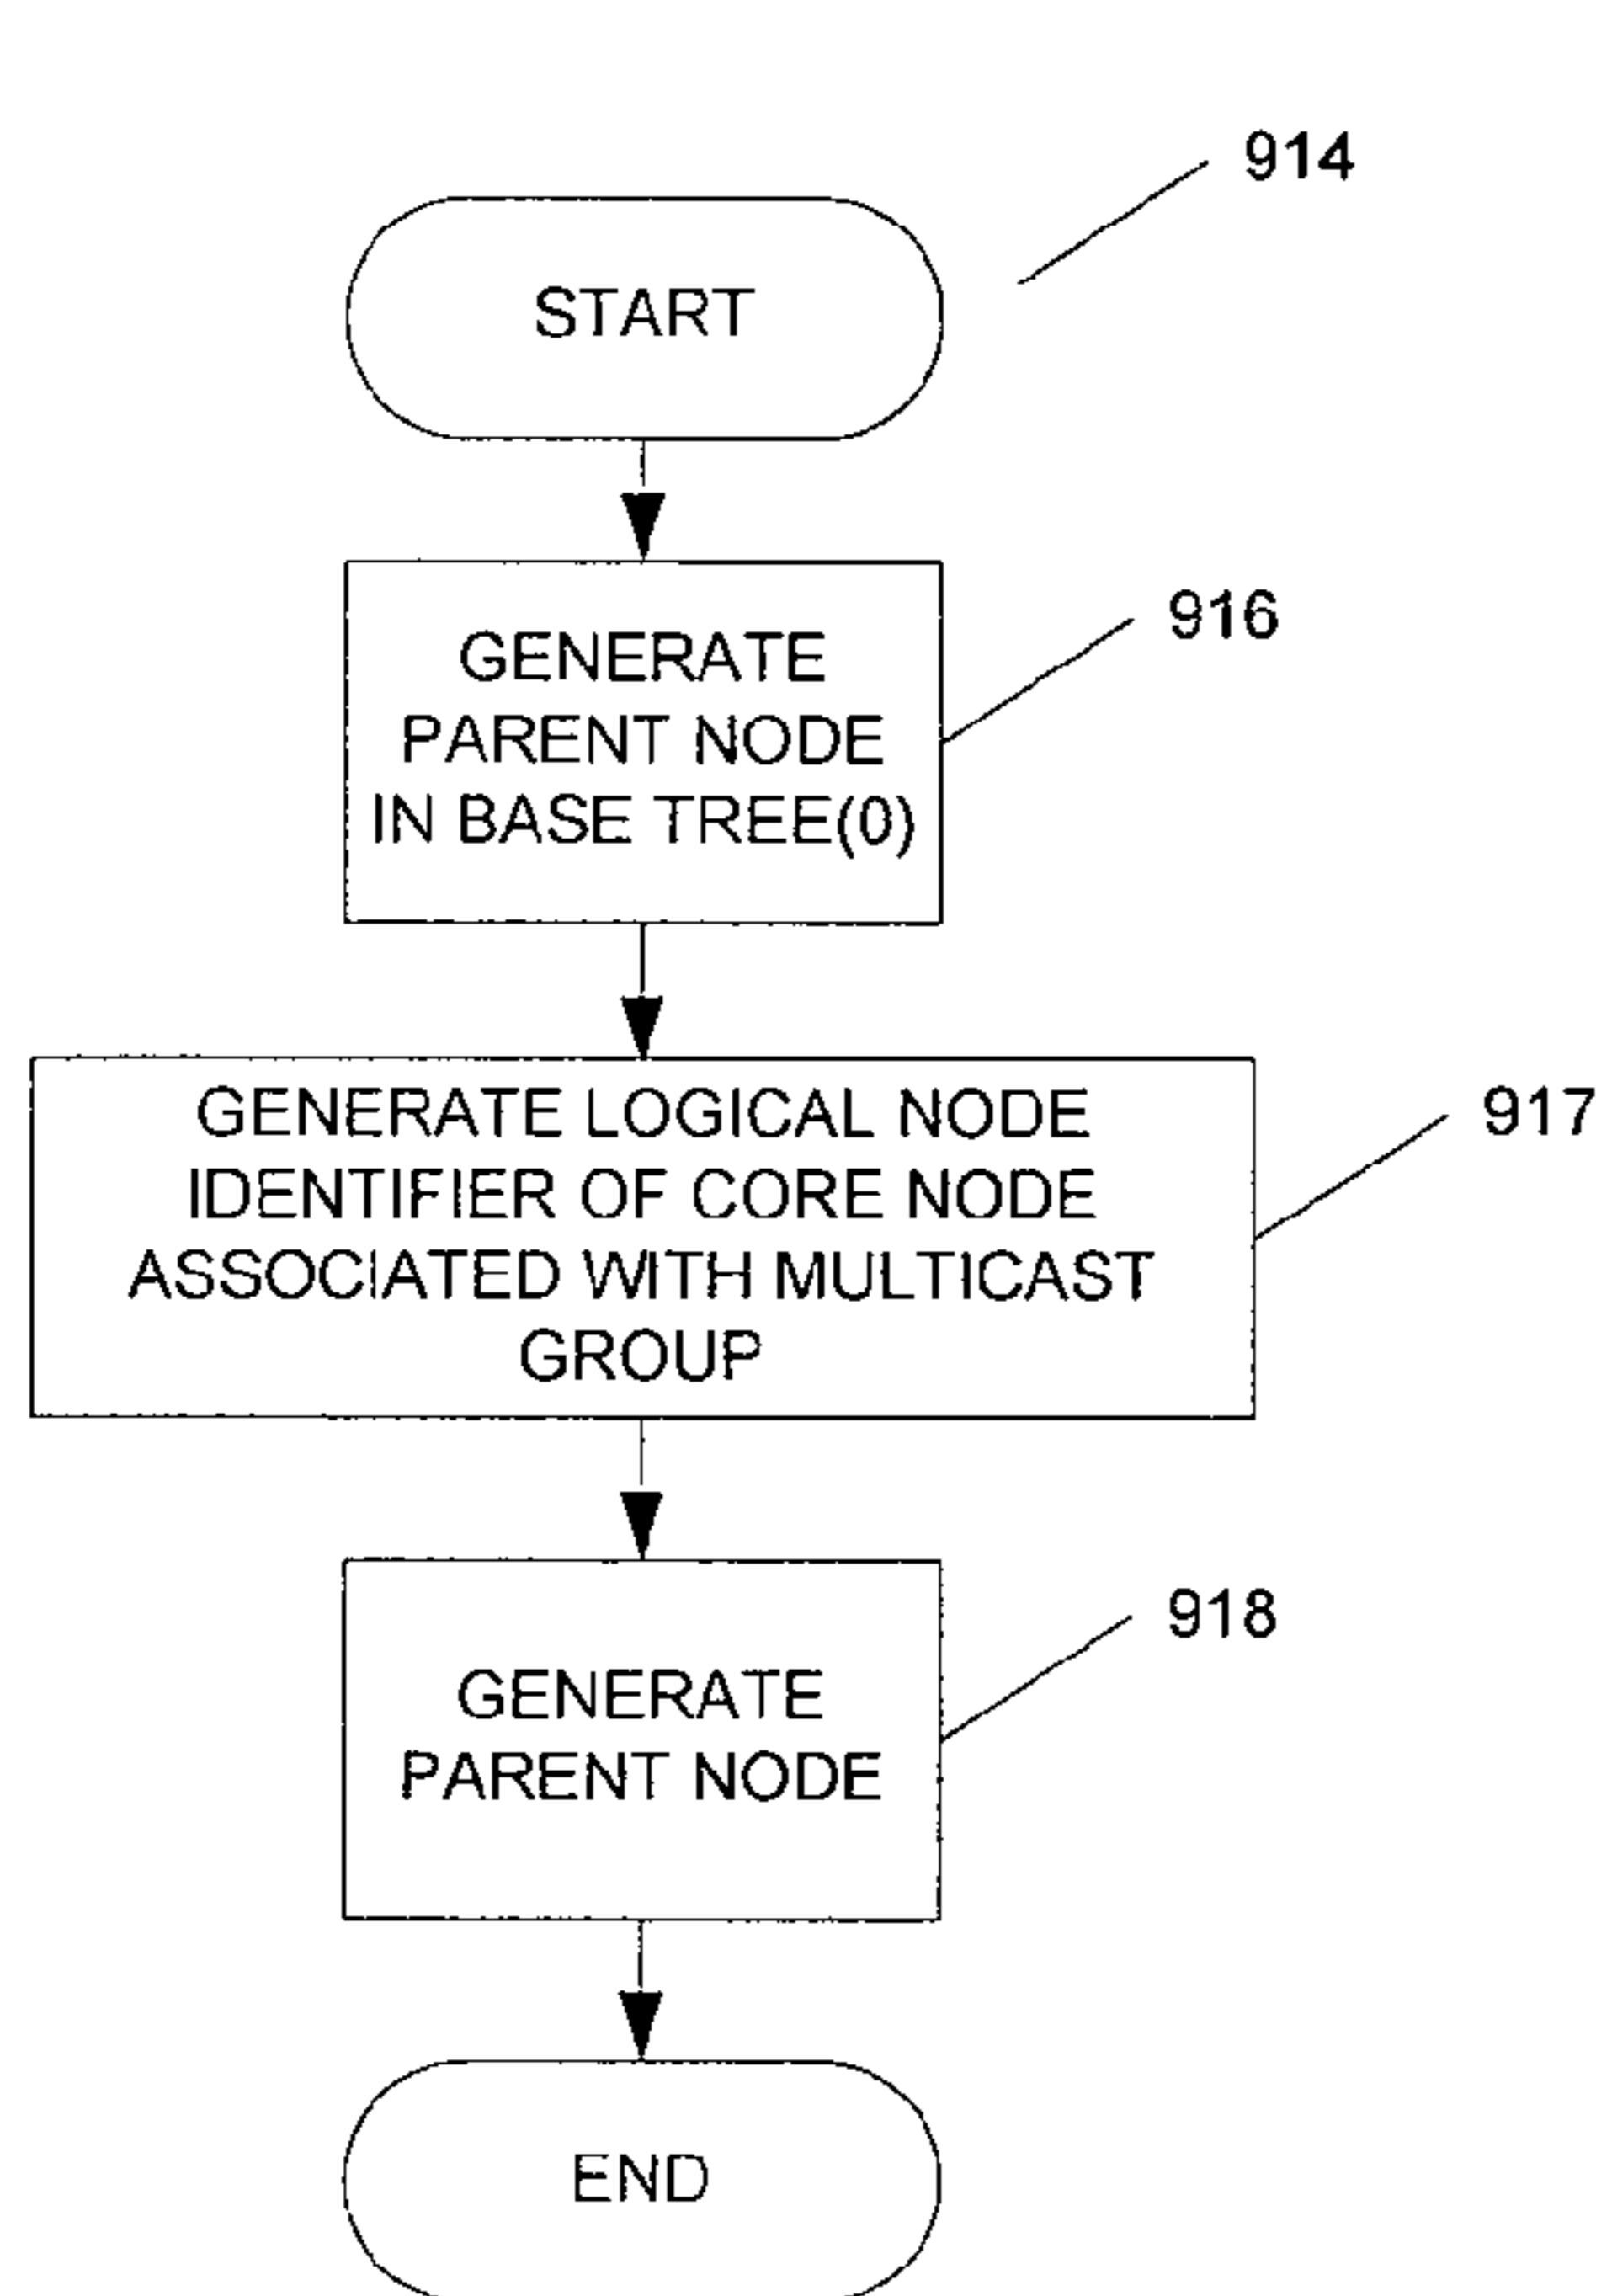 914
START
916
GENERATE
PARENT NODE
IN BASE TREE(0)
917
GENERATE LOGICAL NODE
IDENTIFIER OF CORE NODE
ASSOCIATED WITH MULTICAST
GROUP
918
GENERATE
PARENT NODE
END